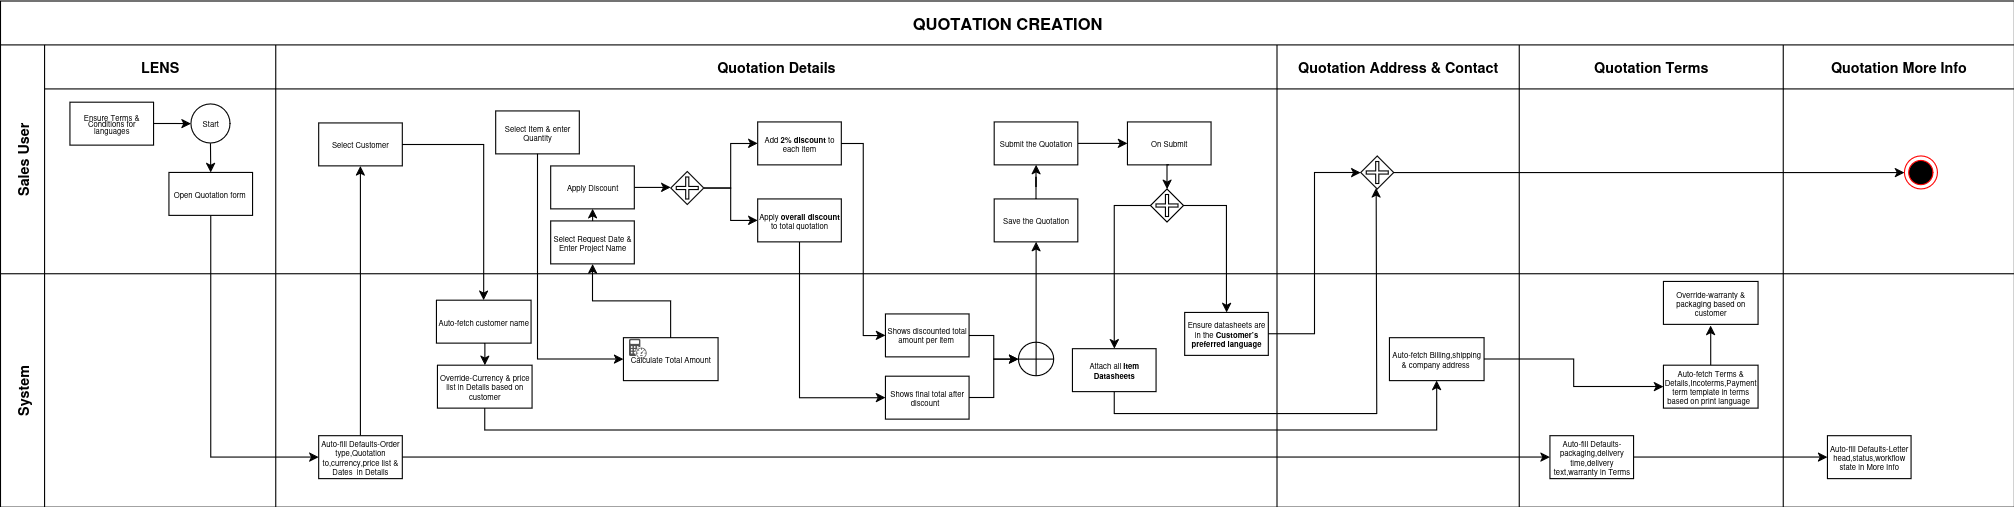 QUOTATION CREATION
LENS
Quotation Details
Quotation Address & Contact
Quotation Terms
Quotation More Info
Sales User
Ensure Terms &
Conditions for
languages
Start
Open Quotation form
Select Customer
Select Item & enter
Quantity
Apply Discount
Select Request Date &
Enter Project Name
Add 2% discount to
each item
Apply overall discount
to total quotation
Submit the Quotation
Save the Quotation
On Submit
System
Auto-fetch customer name
Override-Currency & price
list in Details based on
customer
Auto-fill Defaults-Order
type,Quotation
to,currency,price list &
Dates in Details
Calculate Total Amount
Shows discounted total
amount per item
Shows final total after
discount
Attach all Item
Datasheets
Ensure datasheets are
in the Customer's
preferred language
Auto-fetch Billing,shipping
& company address
Override-warranty &
packaging based on
customer
Auto-fetch Terms &
Details,Incoterms,Payment
term template in terms
based on print language
Auto-fill Defaults-
packaging,delivery
time,delivery
text,warranty in Terms
Auto-fill Defaults-Letter
head,status,workflow
state in More Info